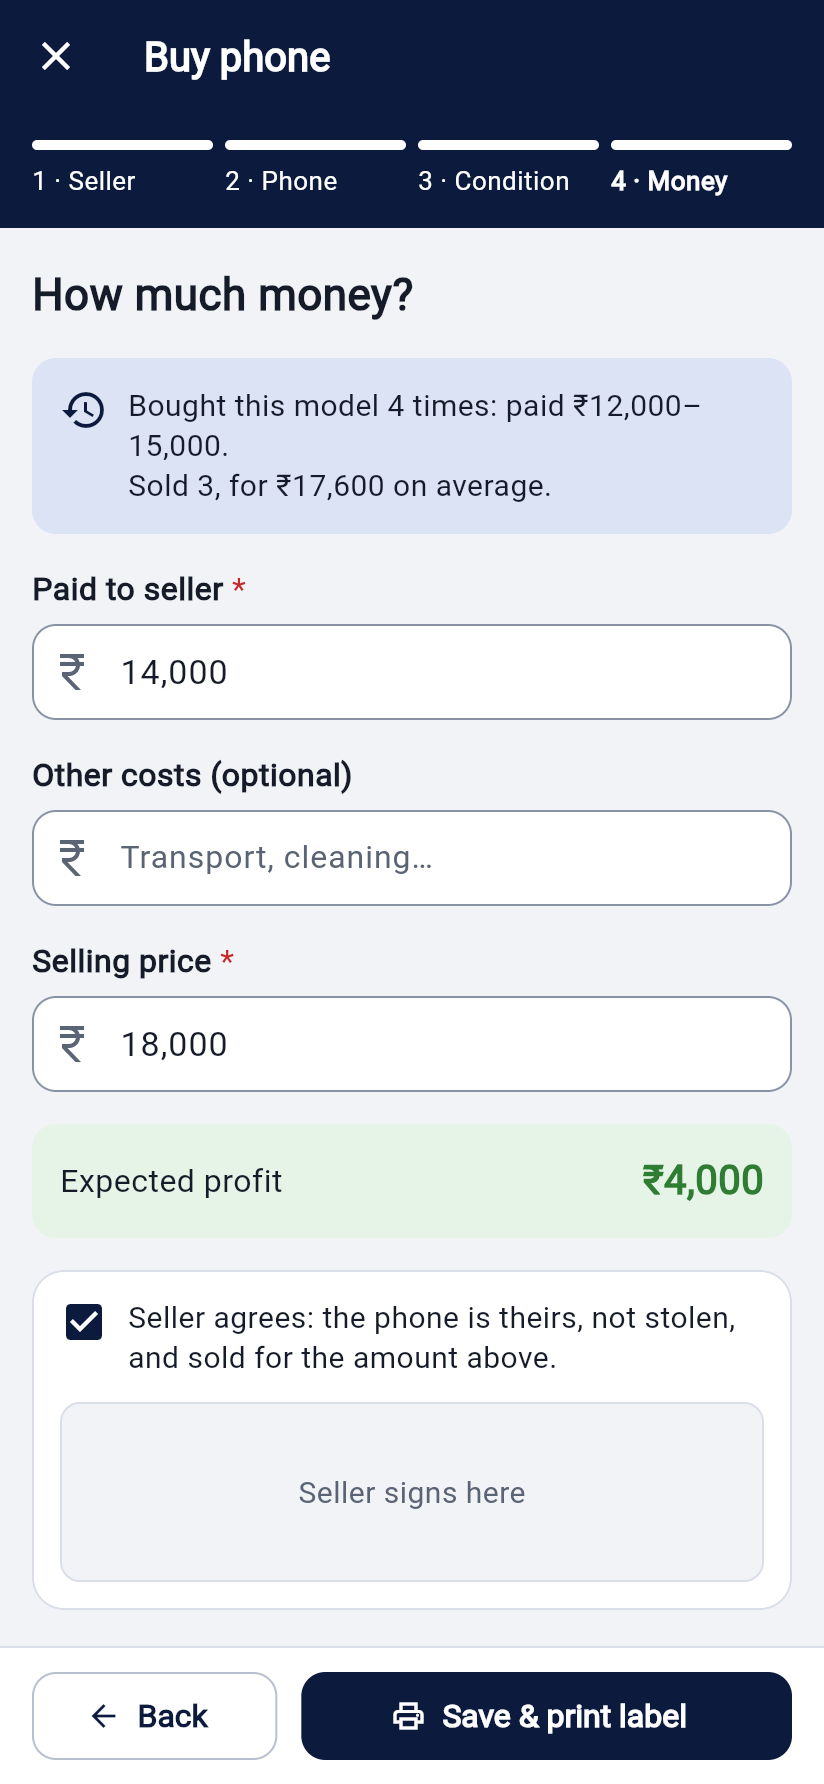 Buy phone
1 · Seller
2 · Phone
3 · Condition
4 · Money
How much money?
Bought this model 4 times: paid ₹12,000–
15,000.
Sold 3, for ₹17,600 on average.
Paid to seller *
₹ 14,000
Other costs (optional)
₹ Transport, cleaning…
Selling price *
₹ 18,000
Expected profit ₹4,000
Seller agrees: the phone is theirs, not stolen,
and sold for the amount above.
Seller signs here
Back
Save & print label